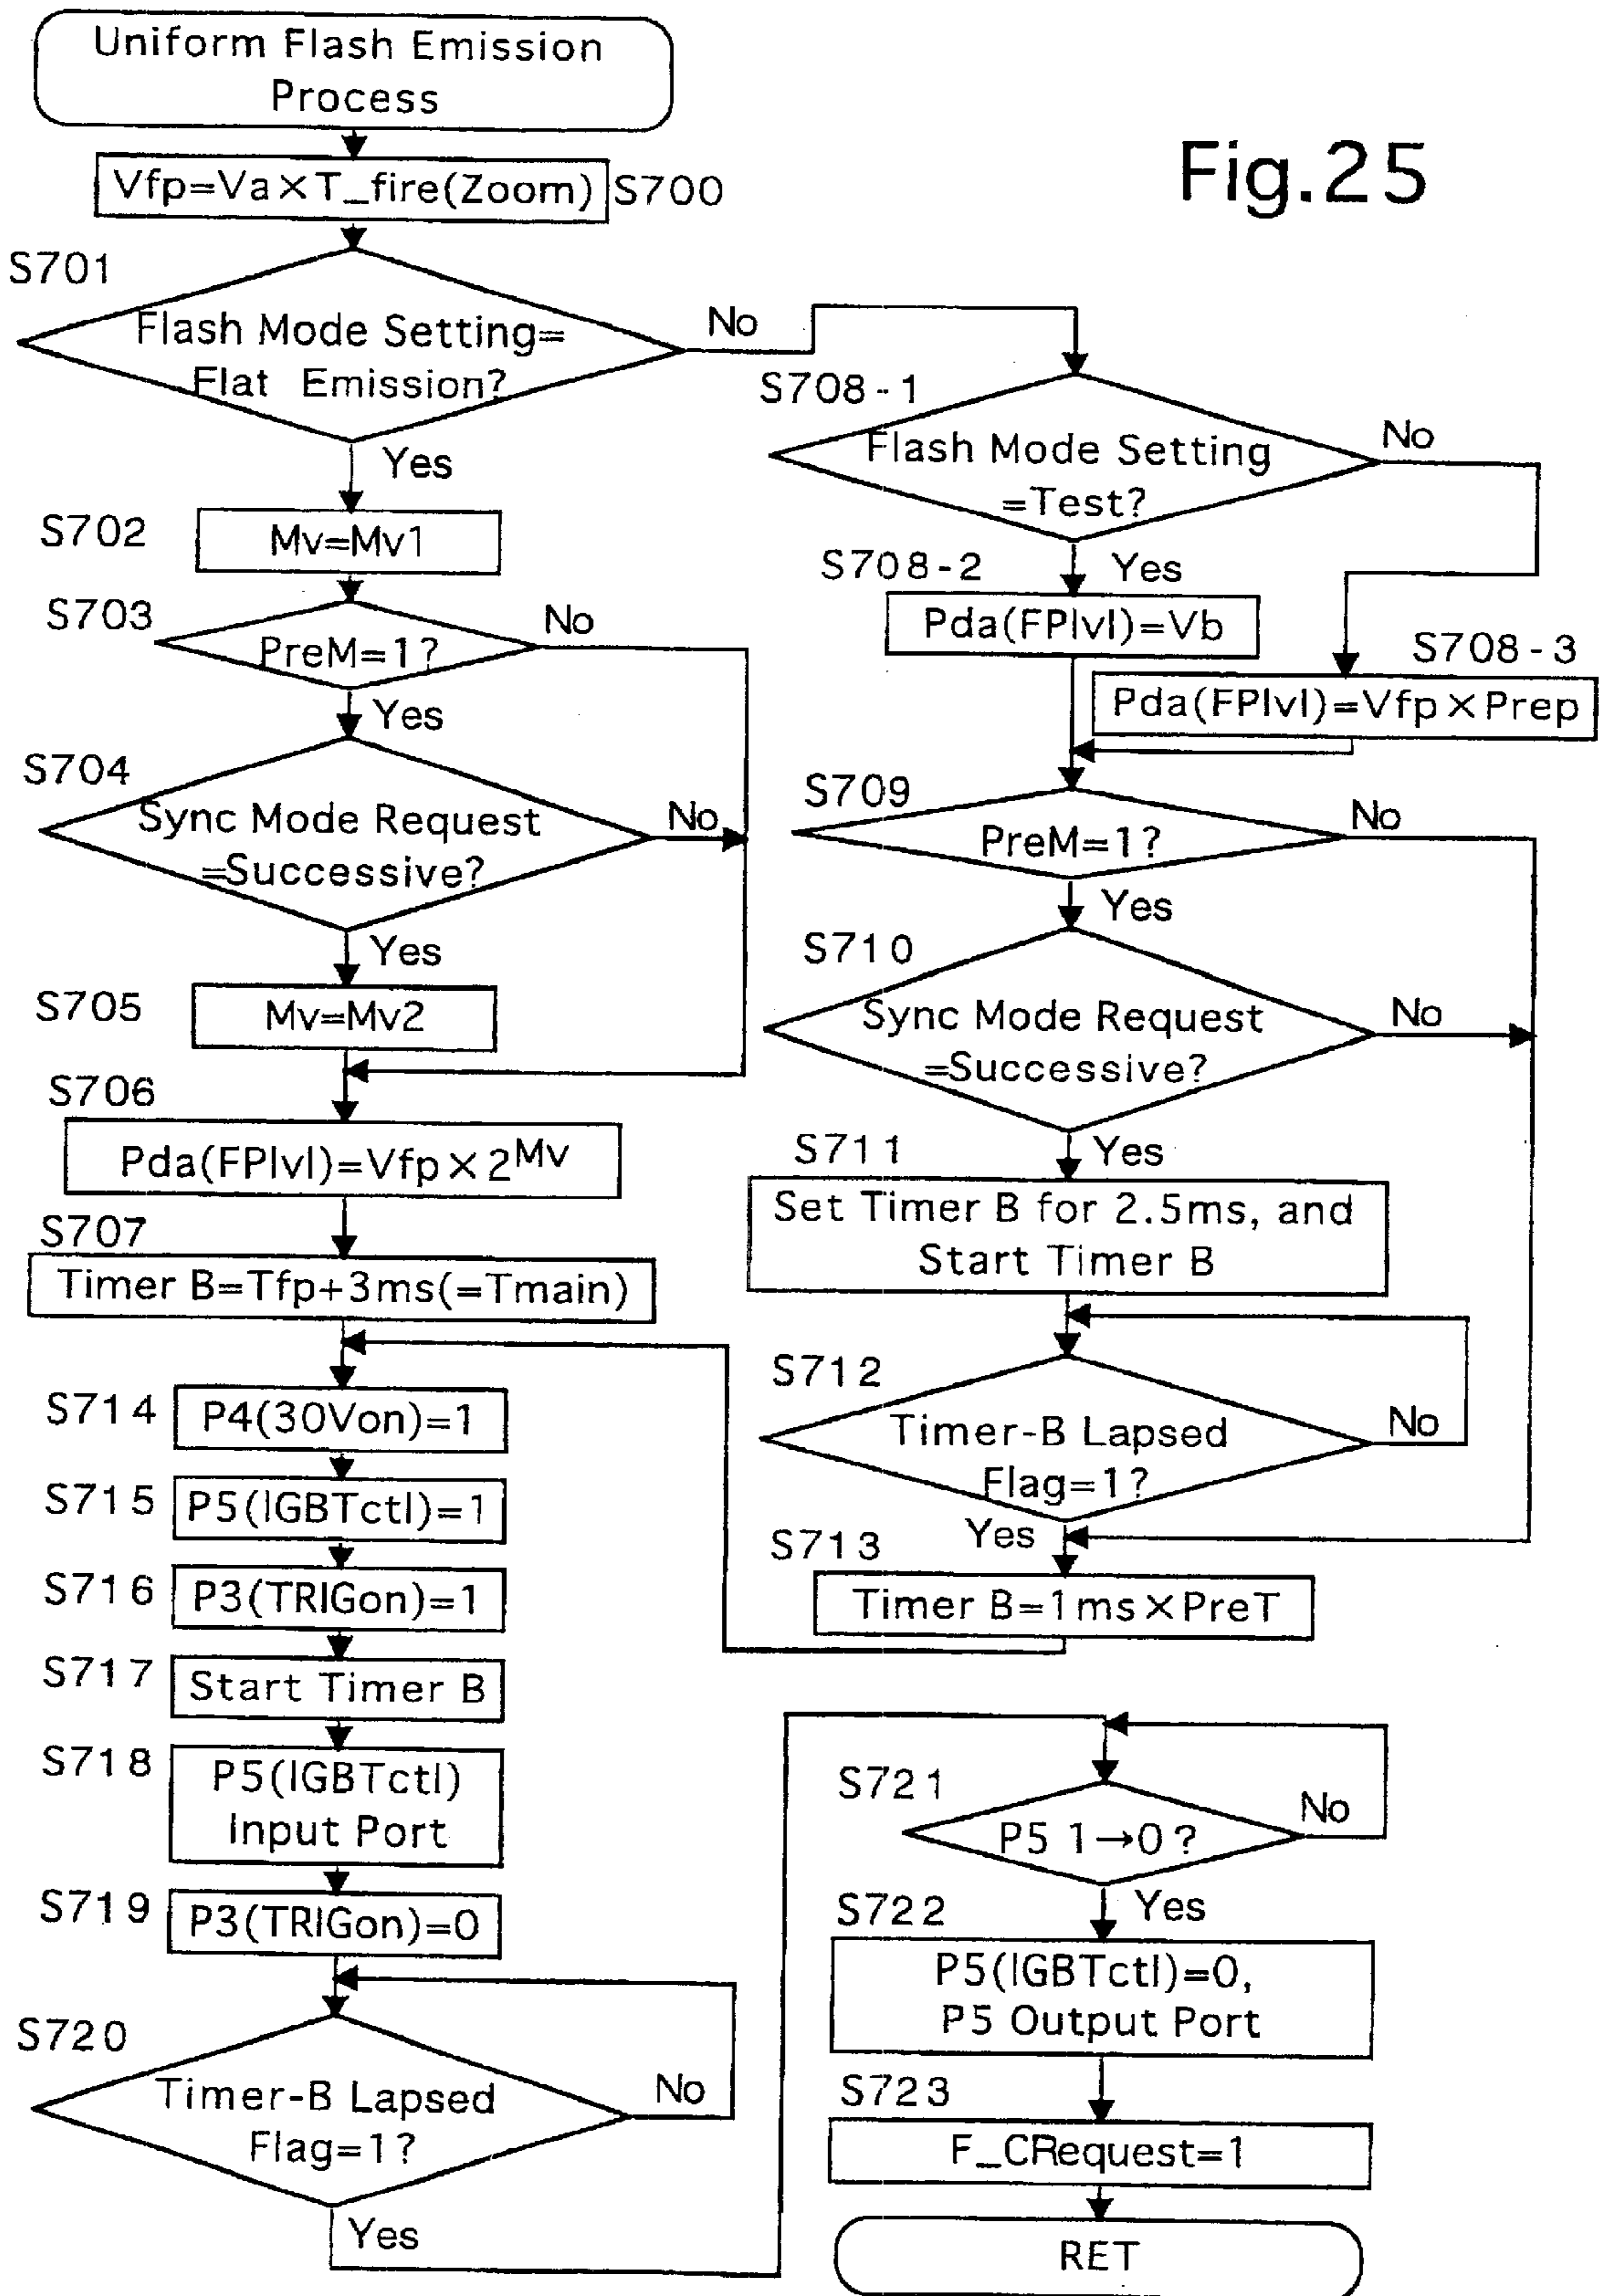 Uniform Flash Emission
Process
Fig.25
Vfp=Va×T_fire(Zoom)
S700
S701
Flash Mode Setting=
Flat Emission?
No
Yes
S702
Mv=Mv1
S703
PreM=1?
No
Yes
S704
Sync Mode Request
=Successive?
No
Yes
S705
Mv=Mv2
S706
Pda(FPlvl)=Vfp×2^Mv
S707
Timer B=Tfp+3ms(=Tmain)
S708-1
Flash Mode Setting
=Test?
No
Yes
S708-2
Pda(FPlvl)=Vb
S708-3
Pda(FPlvl)=Vfp×Prep
S709
PreM=1?
No
Yes
S710
Sync Mode Request
=Successive?
No
Yes
S711
Set Timer B for 2.5ms, and
Start Timer B
S712
Timer-B Lapsed
Flag=1?
No
Yes
S713
Timer B=1ms×PreT
S714
P4(30Von)=1
S715
P5(IGBTctl)=1
S716
P3(TRIGon)=1
S717
Start Timer B
S718
P5(IGBTctl)
Input Port
S719
P3(TRIGon)=0
S720
Timer-B Lapsed
Flag=1?
No
Yes
S721
P5 1→0?
No
Yes
S722
P5(IGBTctl)=0,
P5 Output Port
S723
F_CRequest=1
RET